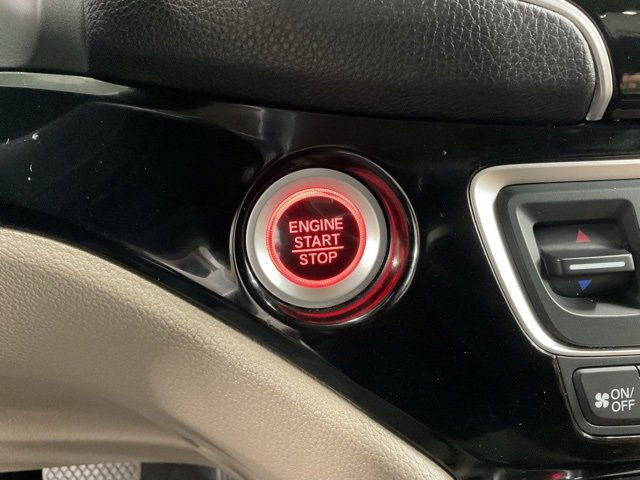 ENGINE
START
STOP
ON/
OFF